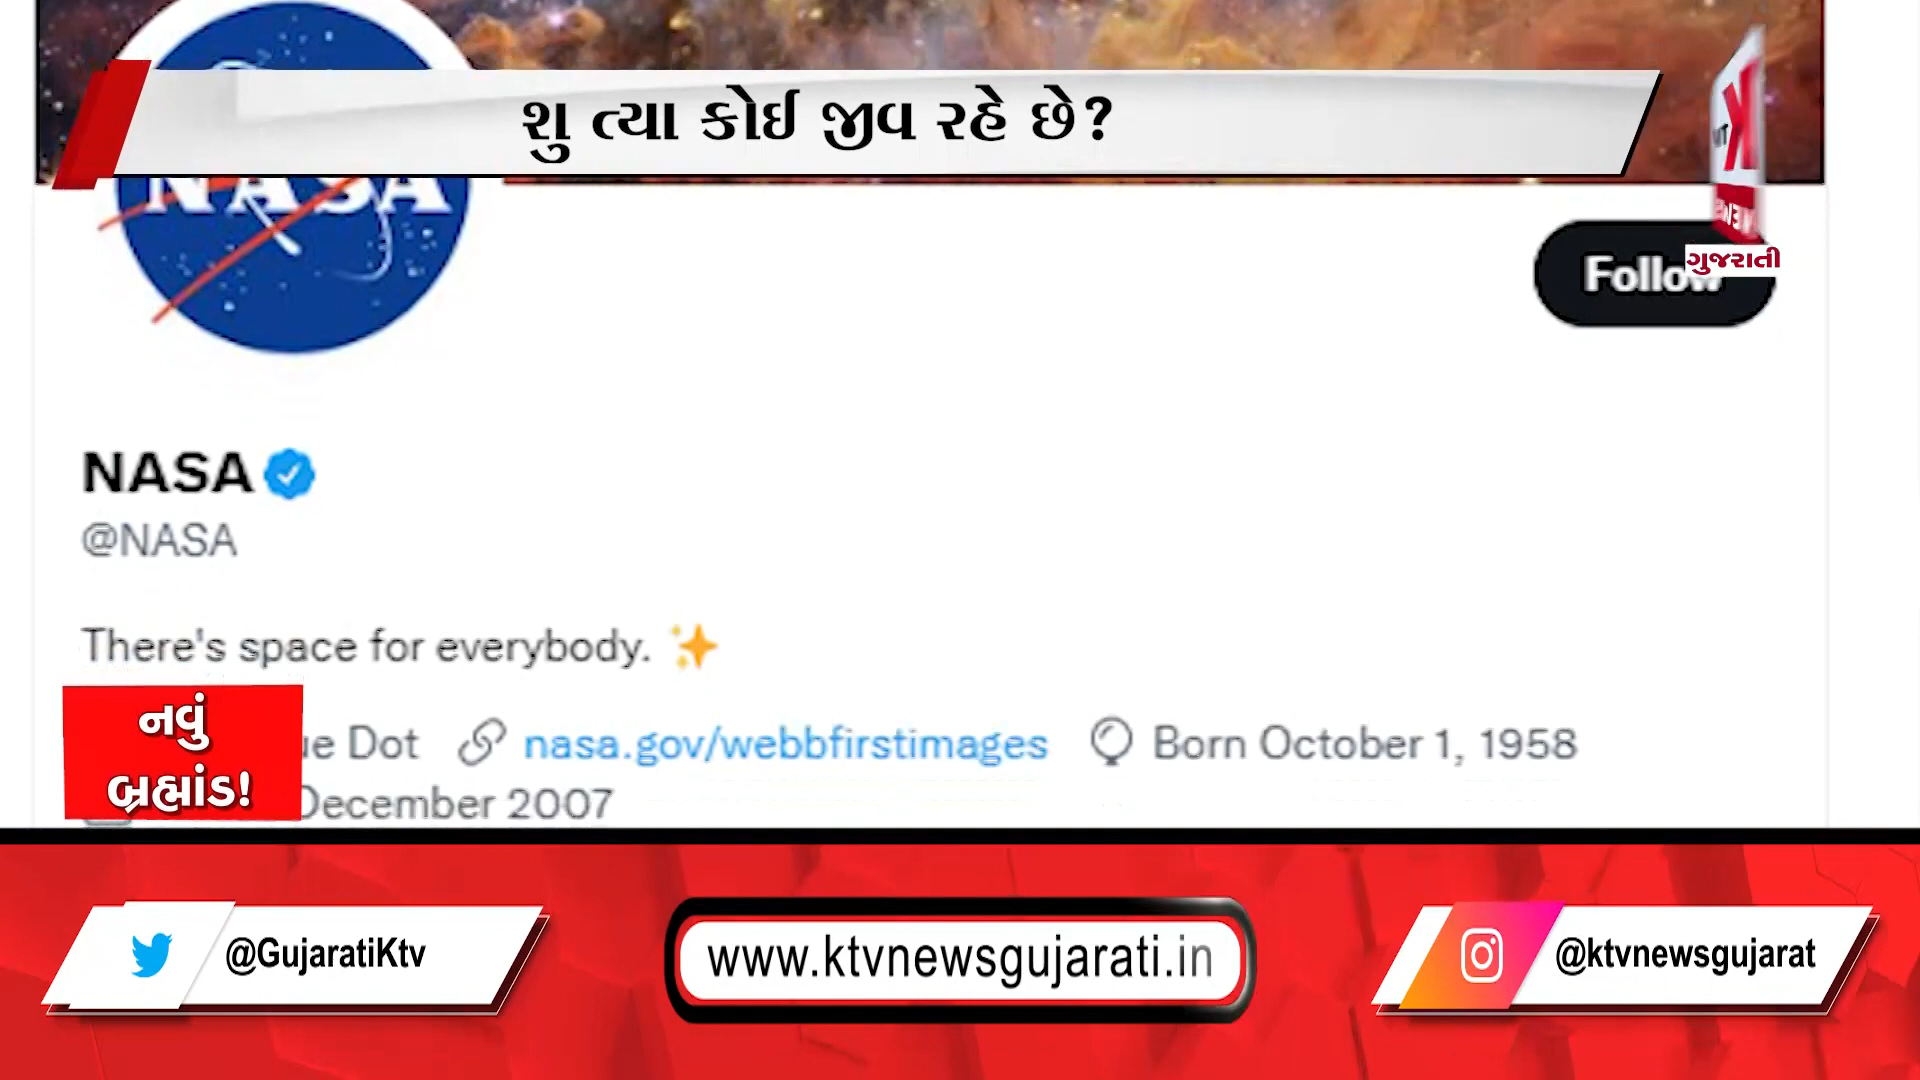 શુ ત્યા કોઈ જીવ રહે છે?
NASA
ગુજરાતી
Follow
NASA
@NASA
There's space for everybody. ✨
નવું
બ્રહ્માંડ!
Dot nasa.gov/webbfirstimages Born October 1, 1958
December 2007
@GujaratiKtv
www.ktvnewsgujarati.in
@ktvnewsgujarat